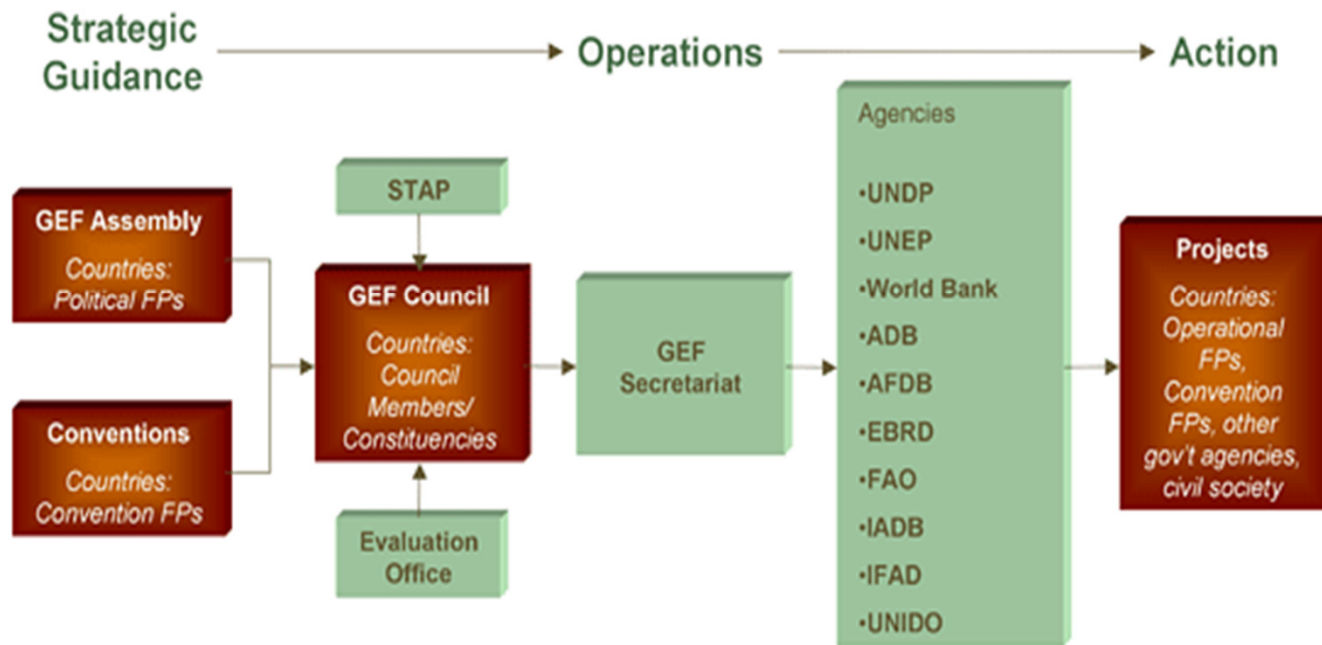 Strategic
Guidance
Operations
Action
GEF Assembly
Countries:
Political FPs
Conventions
Countries:
Convention FPs
STAP
GEF Council
Countries:
Council
Members/
Constituencies
Evaluation
Office
GEF
Secretariat
Agencies
•UNDP
•UNEP
•World Bank
•ADB
•AFDB
•EBRD
•FAO
•IADB
•IFAD
•UNIDO
Projects
Countries:
Operational
FPs,
Convention
FPs, other
gov't agencies,
civil society